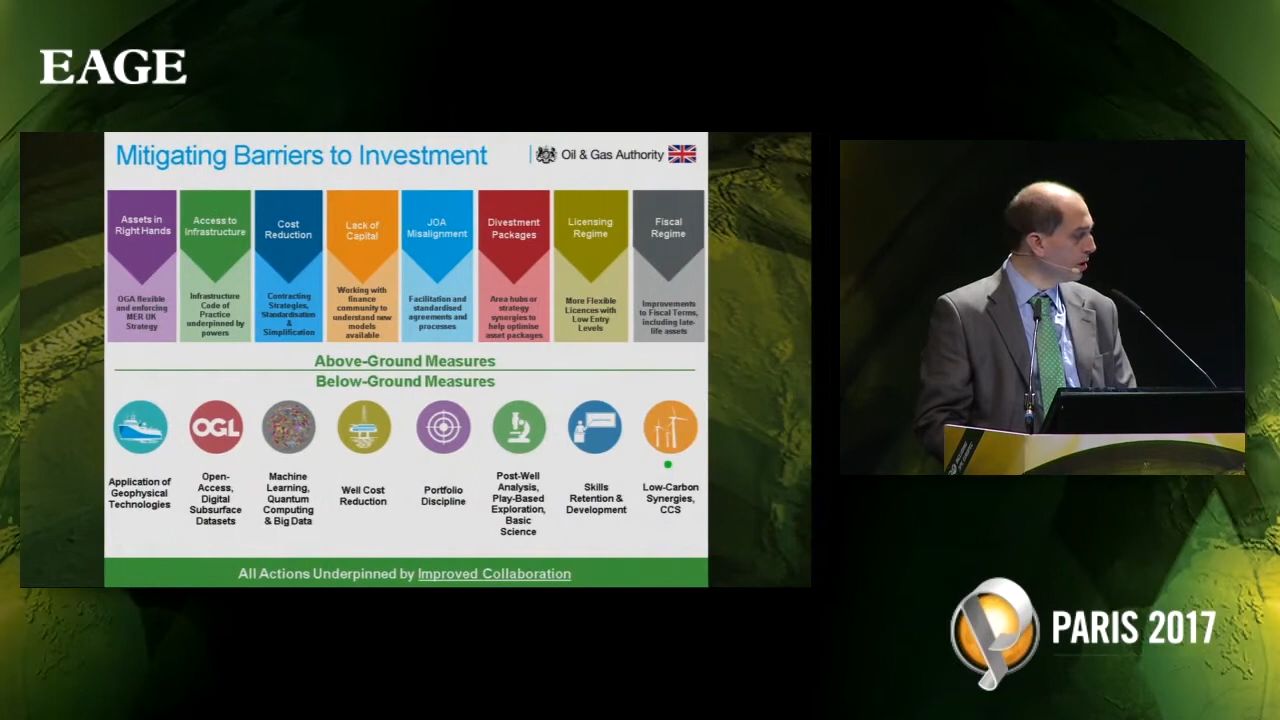 EAGE
Mitigating Barriers to Investment
Oil & Gas Authority
Assets in
Right Hands
OGA flexible
and enforcing
MER UK
Strategy
Access to
Infrastructure
Infrastructure
Code of
Practice
underpinned by
powers
Cost
Reduction
Contracting
Strategies,
Standardisation
&
Simplification
Lack of
Capital
Working with
finance
community to
understand new
models
available
JOA
Misalignment
Facilitation and
standardised
agreements and
processes
Divestment
Packages
Area hubs or
strategy
synergies to
help optimise
asset packages
Licensing
Regime
More Flexible
Licences with
Low Entry
Levels
Fiscal
Regime
Improvements
to Fiscal Terms,
including late-
life assets
Above-Ground Measures
Below-Ground Measures
OGL
Application of
Geophysical
Technologies
Open-
Access,
Digital
Subsurface
Datasets
Machine
Learning,
Quantum
Computing
& Big Data
Well Cost
Reduction
Portfolio
Discipline
Post-Well
Analysis,
Play-Based
Exploration,
Basic
Science
Skills
Retention &
Development
Low-Carbon
Synergies,
CCS
All Actions Underpinned by Improved Collaboration
PARIS 2017